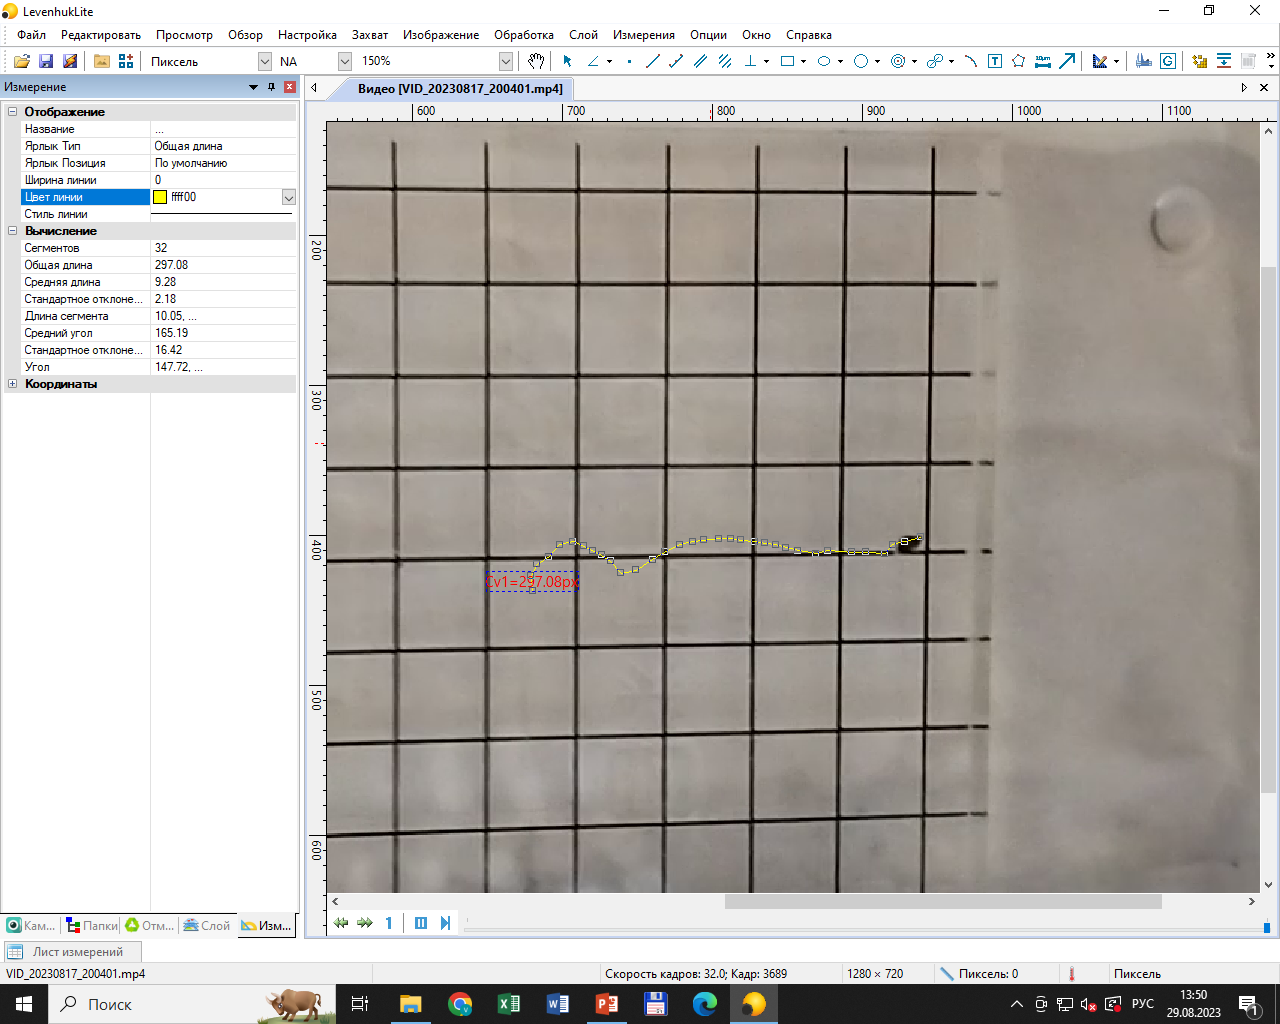 LevenhukLite
Файл Редактировать Просмотр Обзор Настройка Захват Изображение Обработка Слой Измерения Опции Окно Справка
Пиксель NA 150%
Измерение
Видео [VID_20230817_200401.mp4]
600 700 800 900 1000 1100
Отображение
Название ...
Ярлык Тип Общая длина
Ярлык Позиция По умолчанию
Ширина линии 0
Цвет линии ffff00
Стиль линии
Вычисление
Сегментов 32
Общая длина 297.08
Средняя длина 9.28
Стандартное отклоне... 2.18
Длина сегмента 10.05, ...
Средний угол 165.19
Стандартное отклоне... 16.42
Угол 147.72, ...
Координаты
200
300
400
500
600
Cv1=297.08px
1
Кам... Папки Отм... Слой Изм...
Лист измерений
VID_20230817_200401.mp4 Скорость кадров: 32.0; Кадр: 3689 1280 × 720 Пиксель: 0 Пиксель
Поиск
РУС
13:50
29.08.2023
1